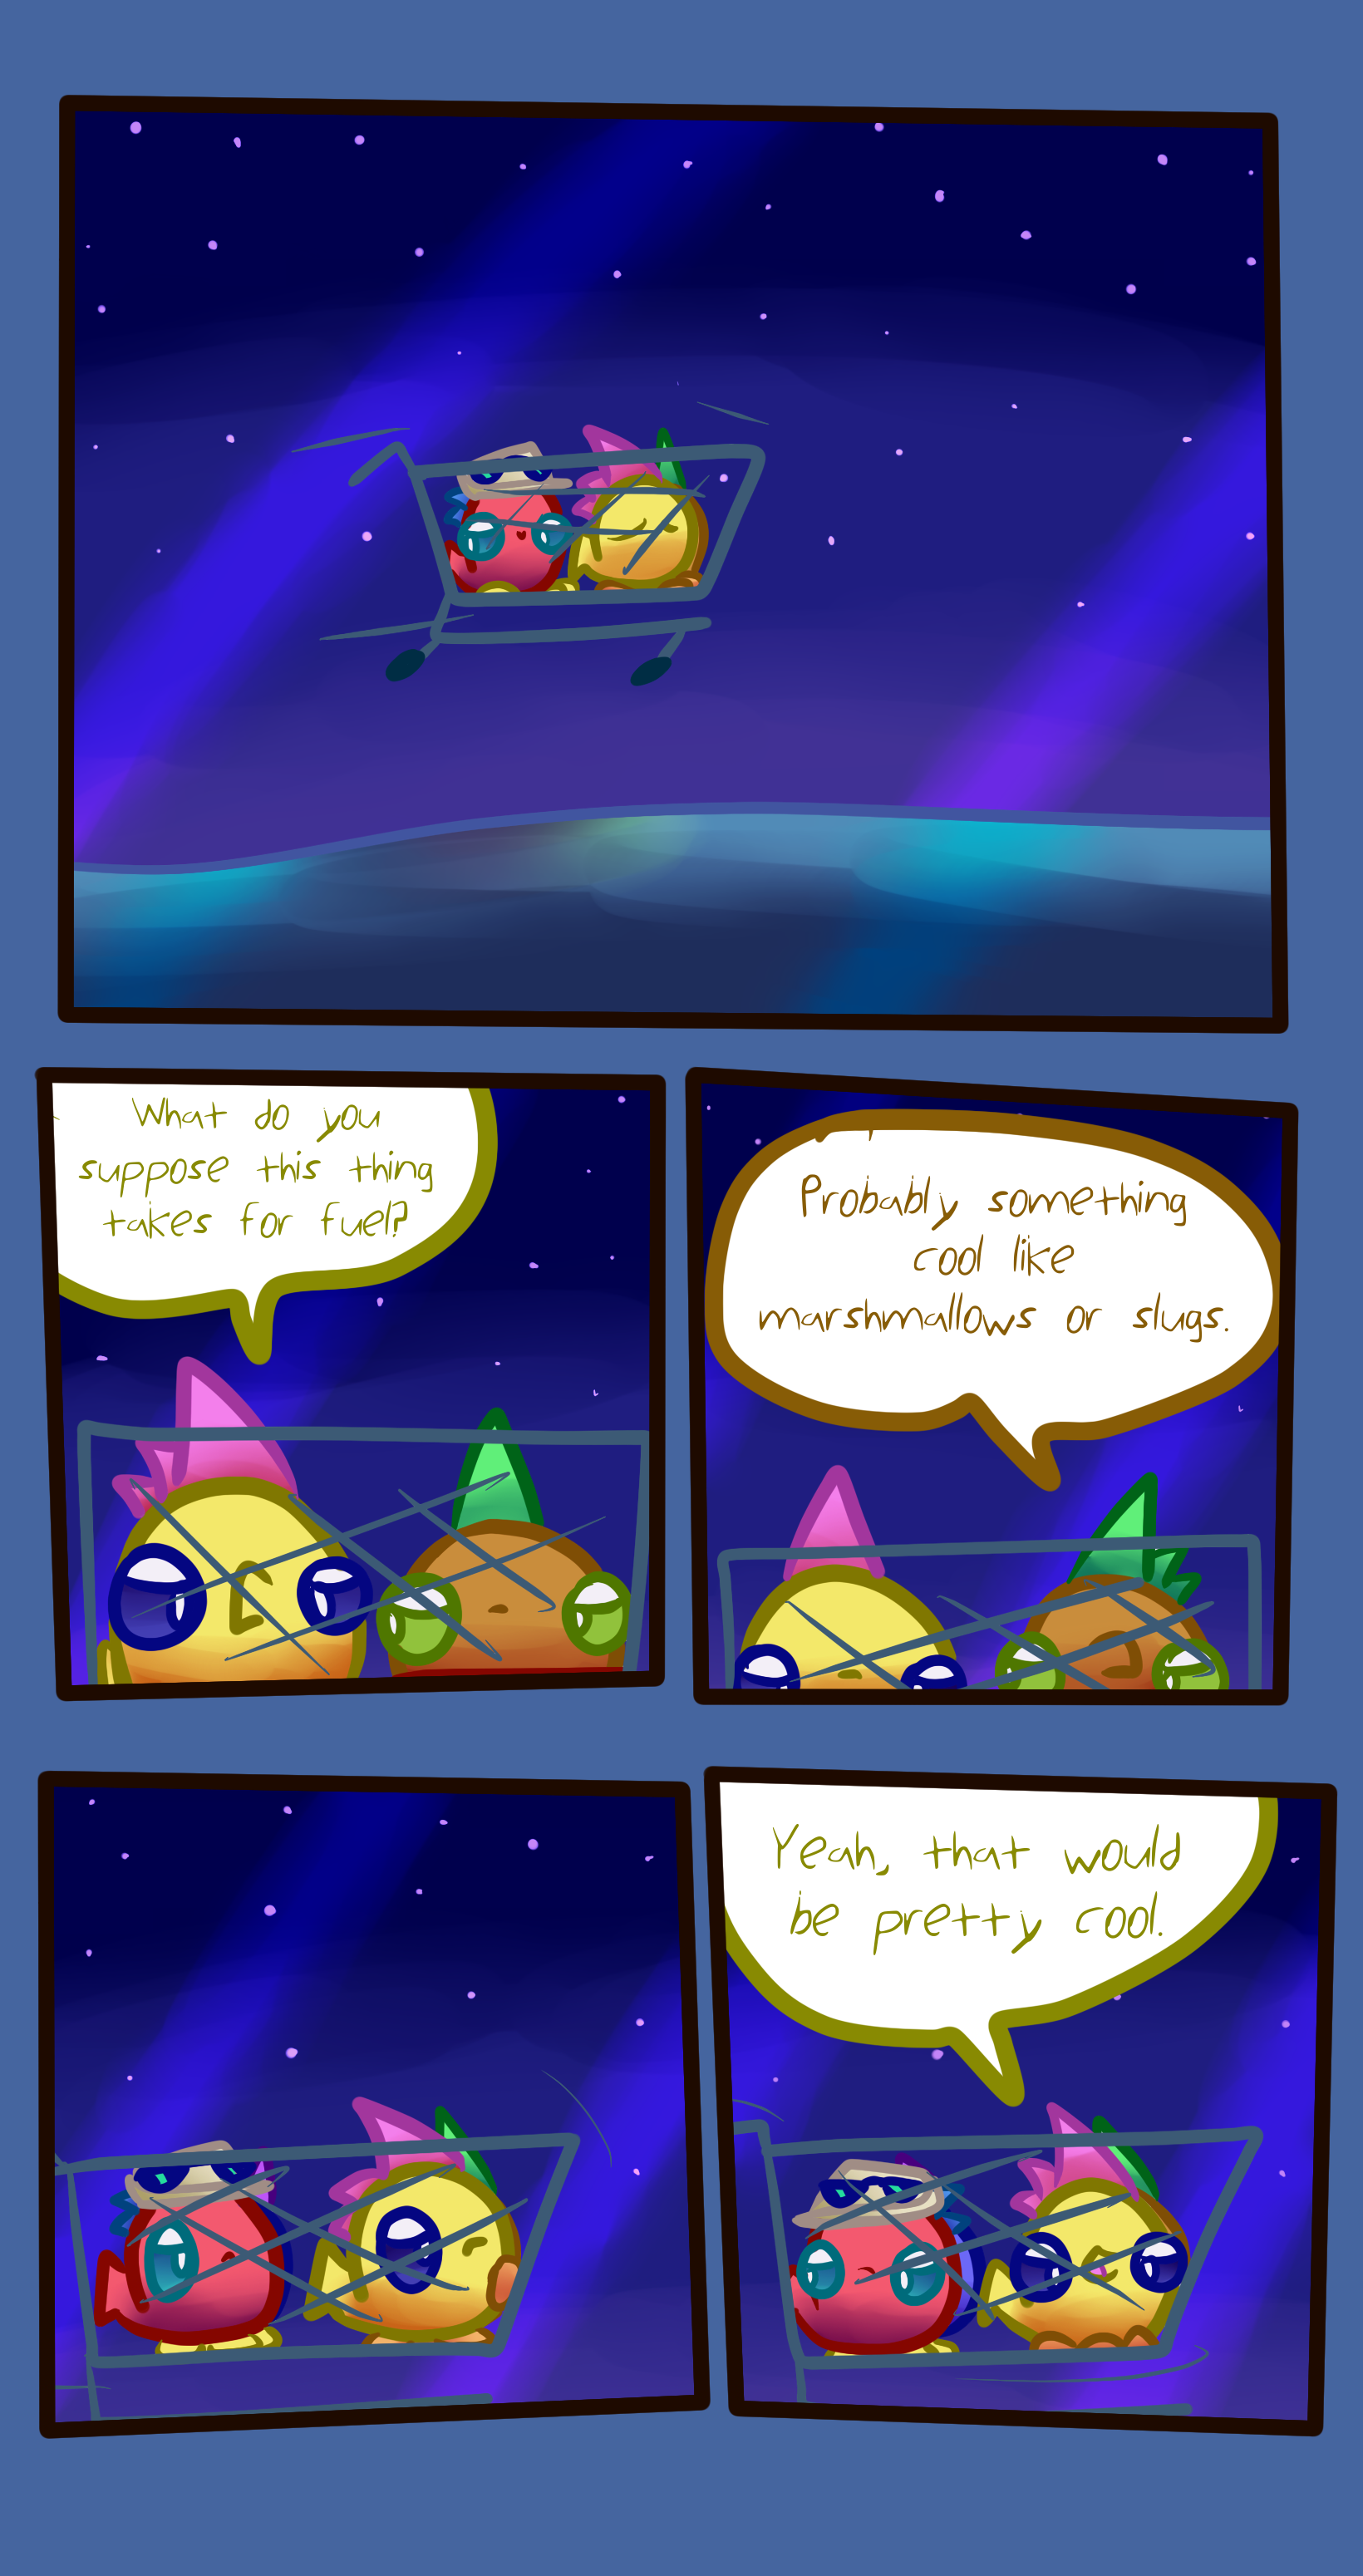 What do you
suppose this thing
takes for fuel?
Probably something
cool like
marshmallows or slugs.
Yeah, that would
be pretty cool.